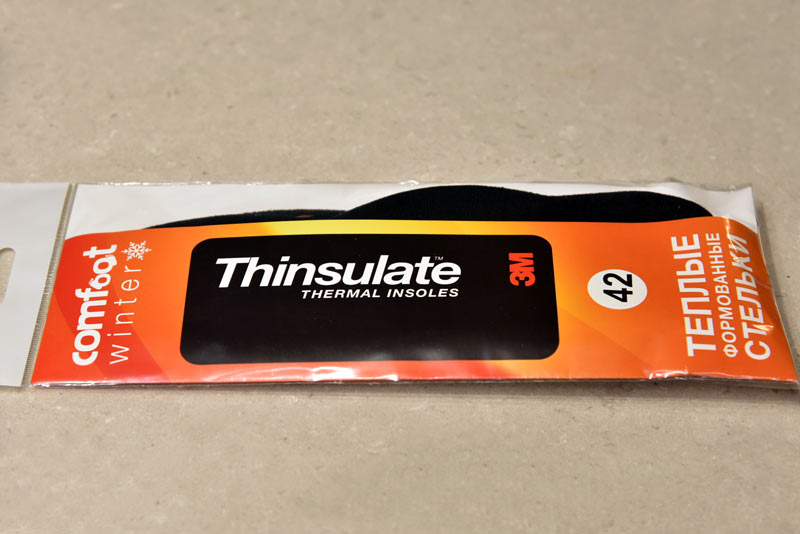 comfoot
winter
Thinsulate™
THERMAL INSOLES
3M
42
ТЕПЛЫЕ
ФОРМОВАННЫЕ
СТЕЛЬКИ